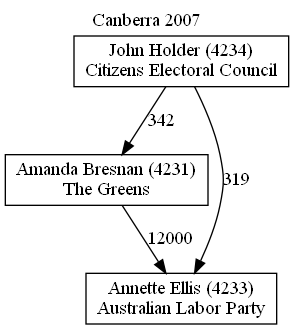 Canberra 2007
John Holder (4234)
Citizens Electoral Council
342
Amanda Bresnan (4231)
The Greens
319
12000
Annette Ellis (4233)
Australian Labor Party